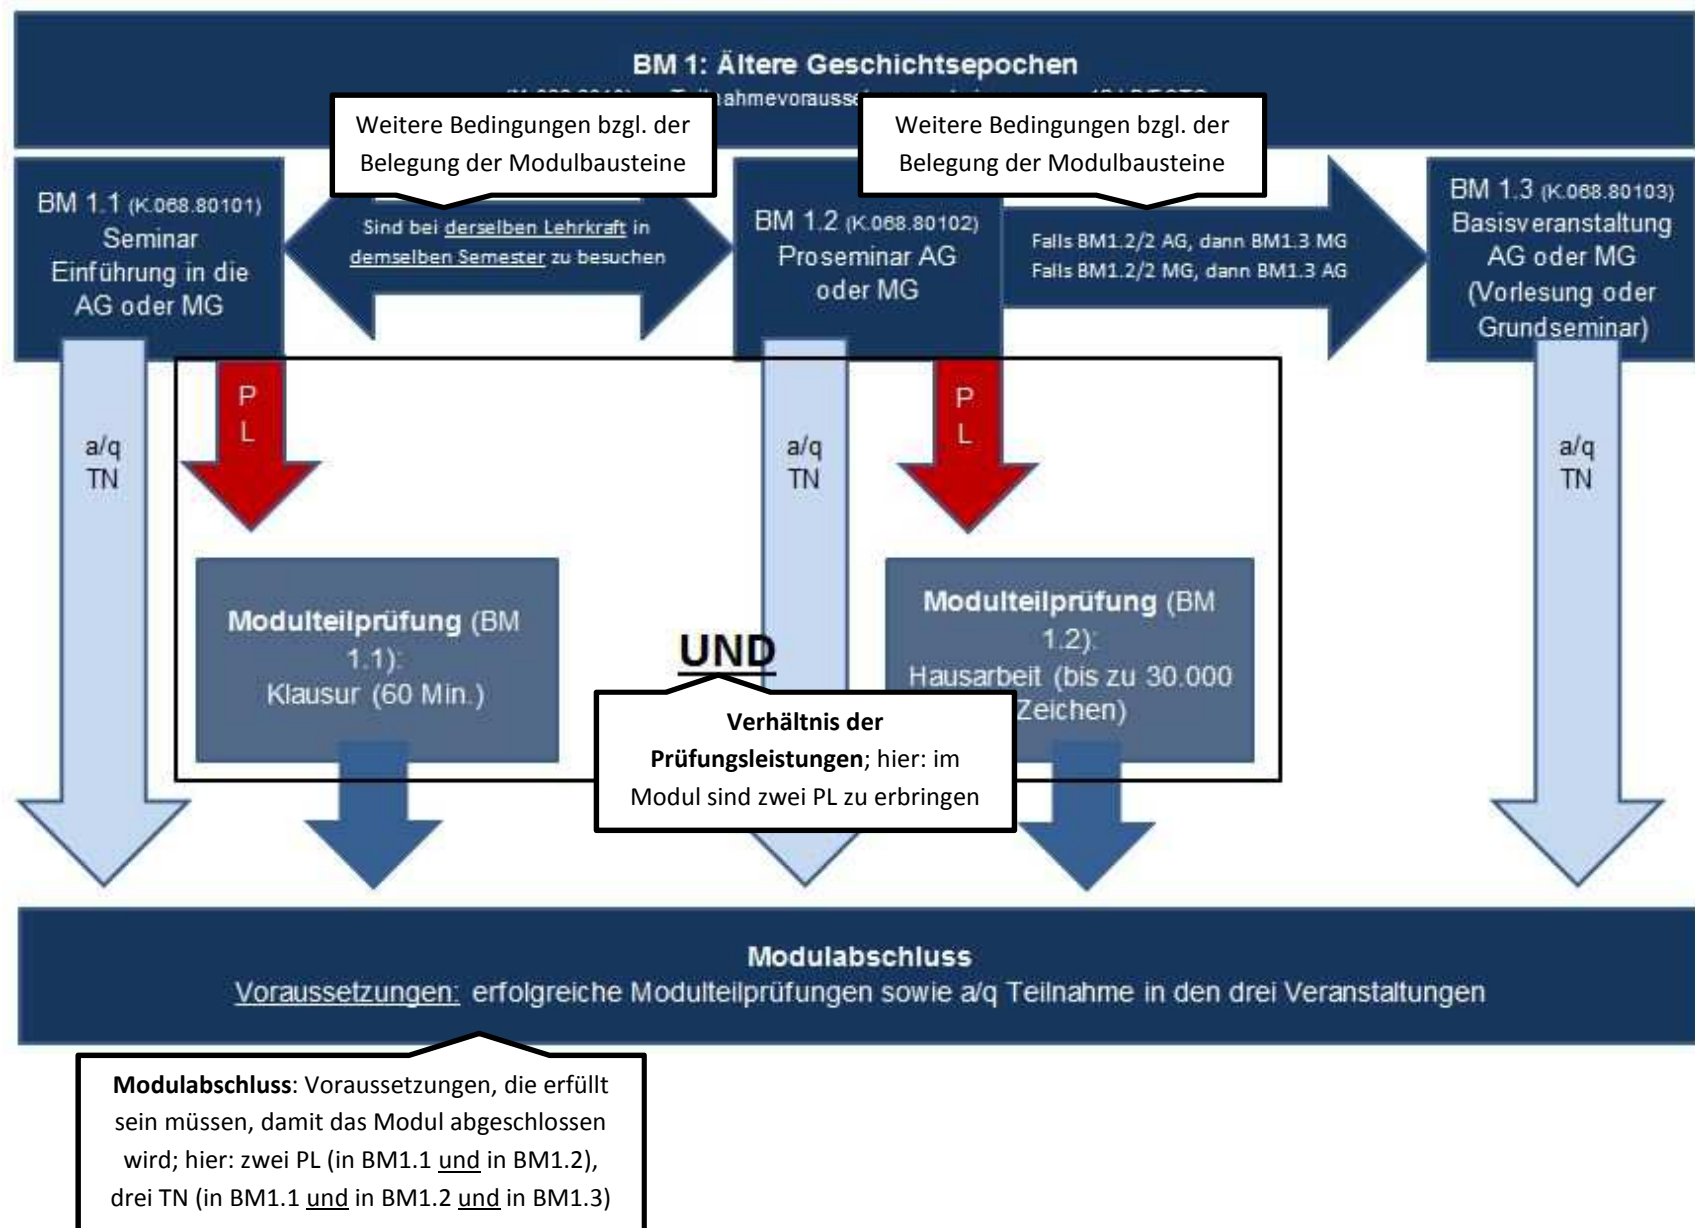 BM 1: Ältere Geschichtsepochen
Weitere Bedingungen bzgl. der
Belegung der Modulbausteine
Weitere Bedingungen bzgl. der
Belegung der Modulbausteine
BM 1.1 (K.068.80101)
Seminar
Einführung in die
AG oder MG
Sind bei derselben Lehrkraft in
demselben Semester zu besuchen
BM 1.2 (K.068.80102)
Proseminar AG
oder MG
Falls BM1.2/2 AG, dann BM1.3 MG
Falls BM1.2/2 MG, dann BM1.3 AG
BM 1.3 (K.068.80103)
Basisveranstaltung
AG oder MG
(Vorlesung oder
Grundseminar)
a/q
TN
P
L
a/q
TN
P
L
a/q
TN
Modulteilprüfung (BM
1.1):
Klausur (60 Min.)
UND
Modulteilprüfung (BM
1.2):
Hausarbeit (bis zu 30.000
Zeichen)
Verhältnis der
Prüfungsleistungen; hier: im
Modul sind zwei PL zu erbringen
Modulabschluss
Voraussetzungen: erfolgreiche Modulteilprüfungen sowie a/q Teilnahme in den drei Veranstaltungen
Modulabschluss: Voraussetzungen, die erfüllt
sein müssen, damit das Modul abgeschlossen
wird; hier: zwei PL (in BM1.1 und in BM1.2),
drei TN (in BM1.1 und in BM1.2 und in BM1.3)